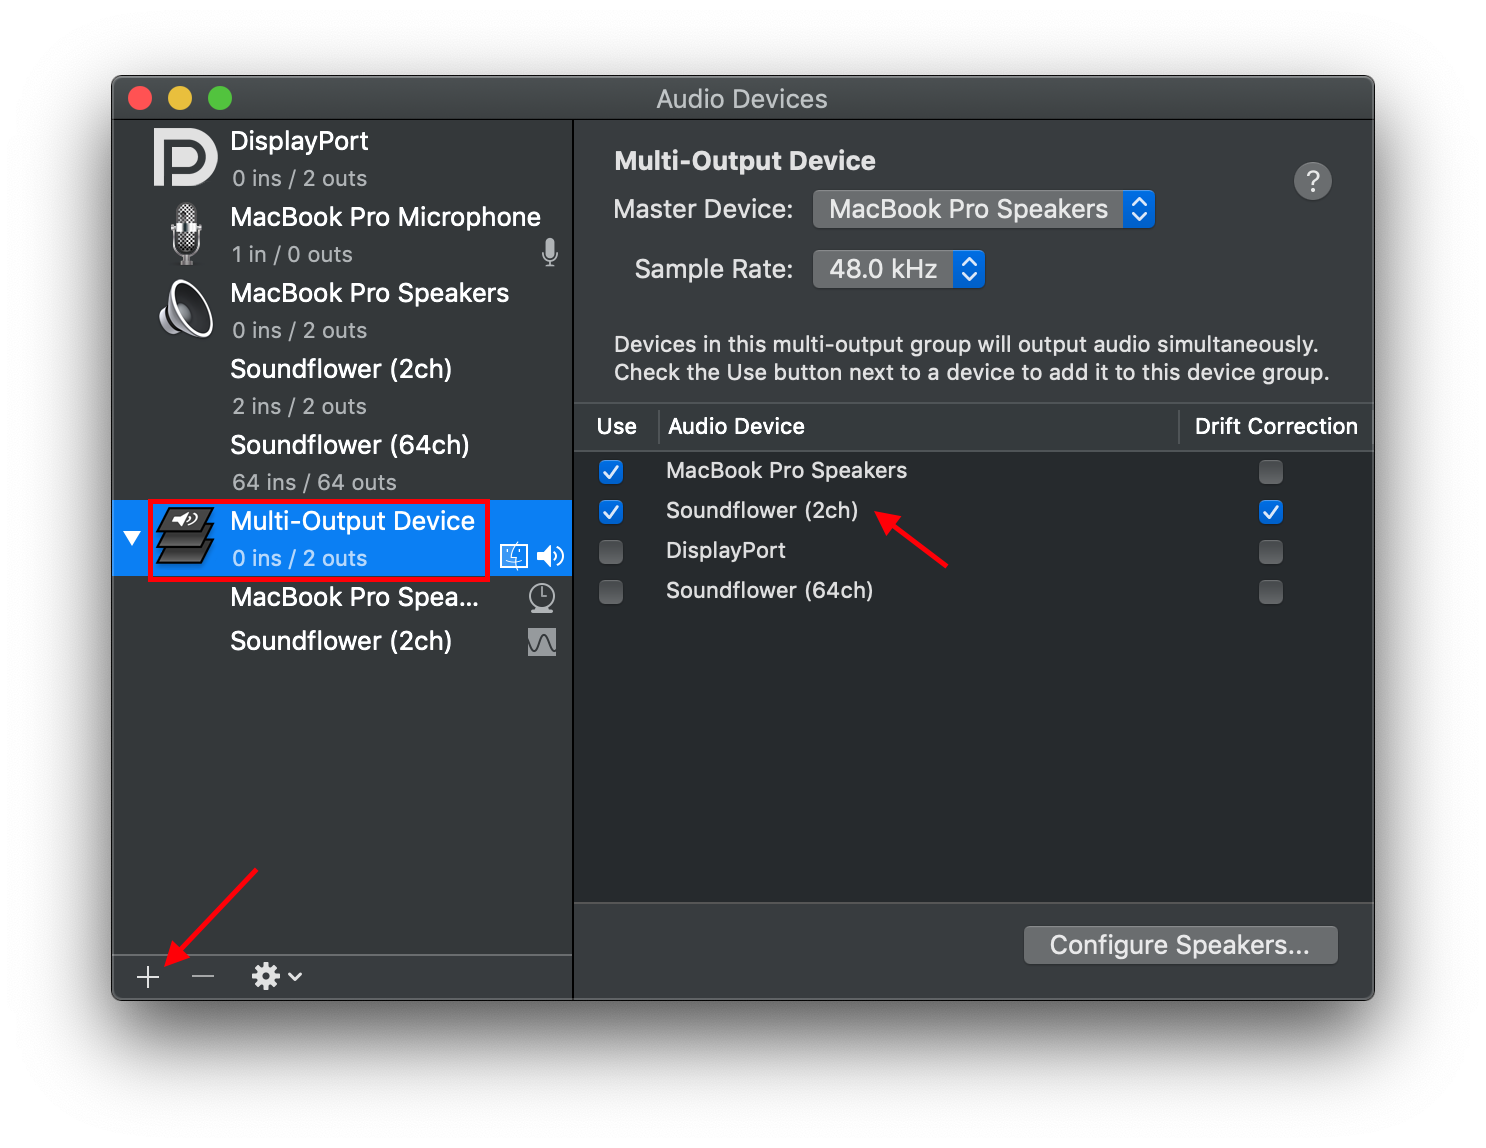 Audio Devices
DisplayPort
0 ins / 2 outs
MacBook Pro Microphone
1 in / 0 outs
MacBook Pro Speakers
0 ins / 2 outs
Soundflower (2ch)
2 ins / 2 outs
Soundflower (64ch)
64 ins / 64 outs
Multi-Output Device
0 ins / 2 outs
MacBook Pro Spea...
Soundflower (2ch)
Multi-Output Device
?
Master Device: MacBook Pro Speakers
Sample Rate: 48.0 kHz
Devices in this multi-output group will output audio simultaneously.
Check the Use button next to a device to add it to this device group.
Use Audio Device Drift Correction
MacBook Pro Speakers
Soundflower (2ch)
DisplayPort
Soundflower (64ch)
Configure Speakers...